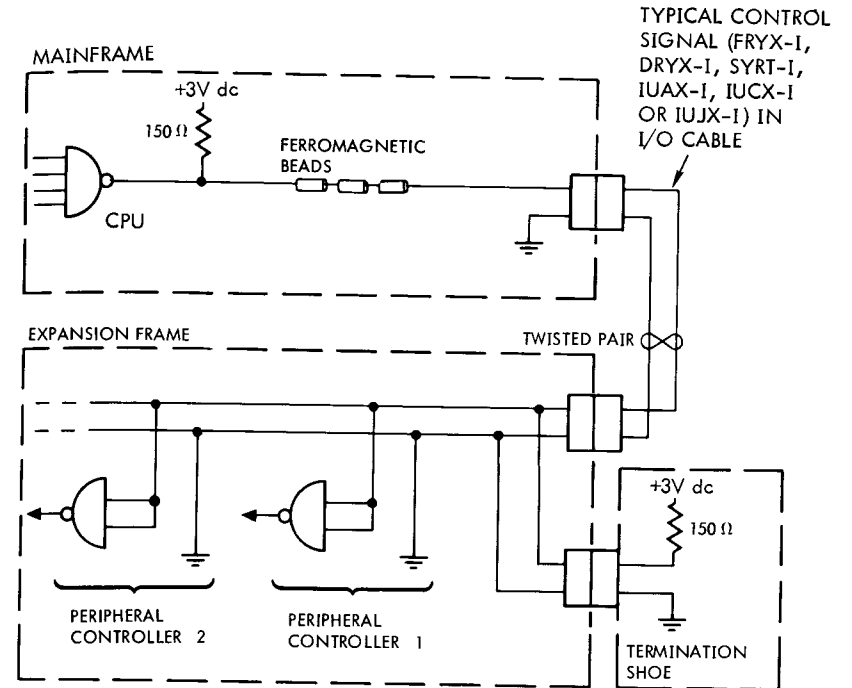 TYPICAL CONTROL
SIGNAL (FRYX-I,
DRYX-I, SYRT-I,
IUAX-I, IUCX-I
OR IUJX-I) IN
I/O CABLE
MAINFRAME
+3V dc
150 Ω
FERROMAGNETIC
BEADS
CPU
EXPANSION FRAME
TWISTED PAIR
+3V dc
150 Ω
PERIPHERAL
CONTROLLER 2
PERIPHERAL
CONTROLLER 1
TERMINATION
SHOE